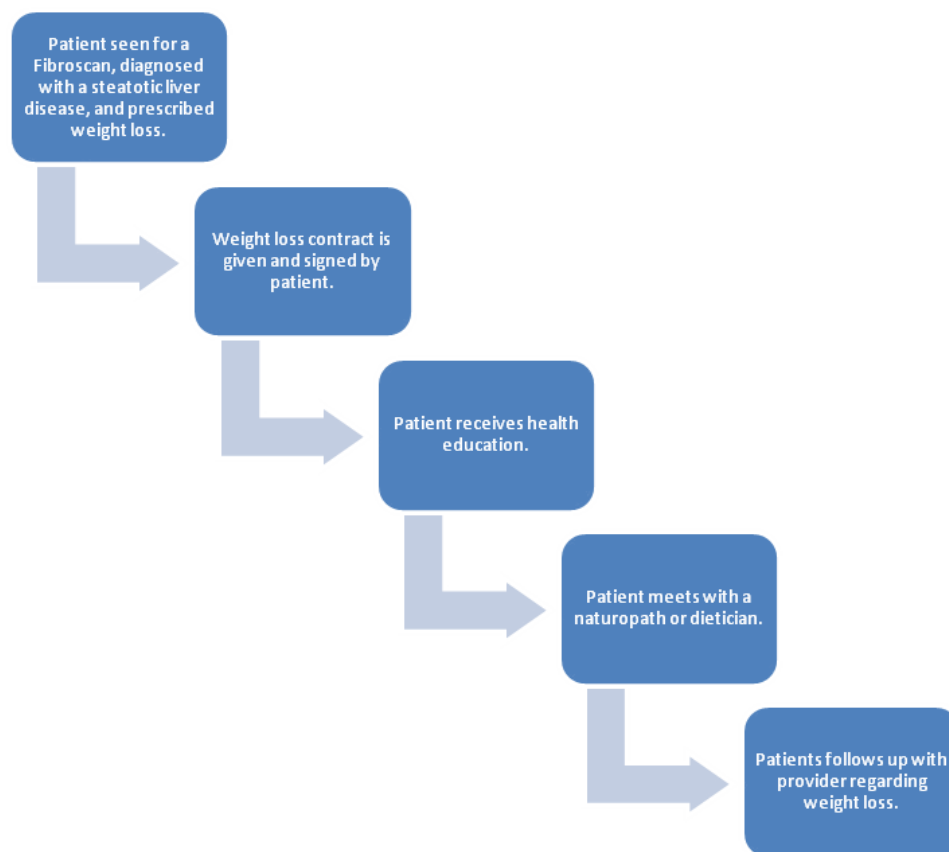 Patient seen for a
Fibroscan, diagnosed
with a steatotic liver
disease, and prescribed
weight loss.
Weight loss contract is
given and signed by
patient.
Patient receives health
education.
Patient meets with a
naturopath or dietician.
Patients follows up with
provider regarding
weight loss.